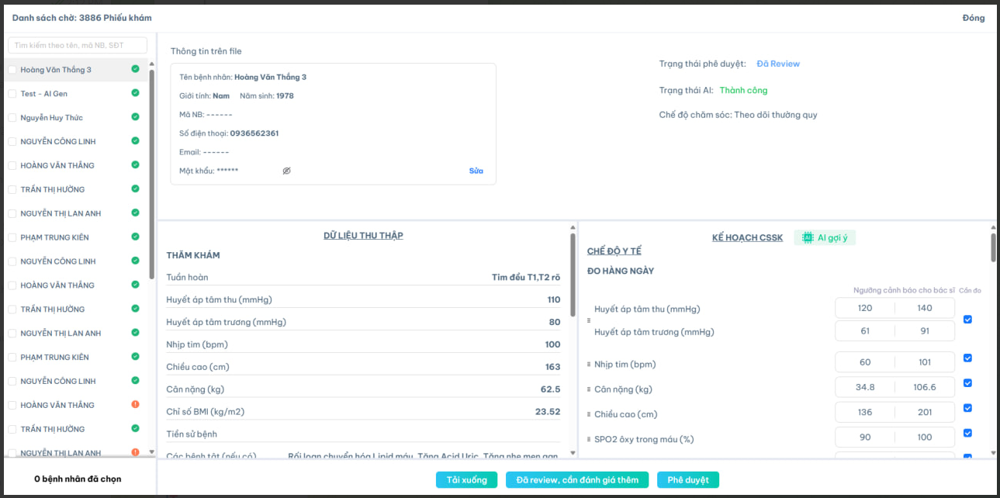 Danh sách chờ: 3886 Phiếu khám
Đóng
Tìm kiếm theo tên, mã NB, SĐT
Hoàng Văn Thắng 3
Test - AI Gen
Nguyễn Huy Thức
NGUYỄN CÔNG LINH
HOÀNG VĂN THẮNG
TRẦN THỊ HƯỜNG
NGUYỄN THỊ LAN ANH
PHẠM TRUNG KIÊN
NGUYỄN CÔNG LINH
HOÀNG VĂN THẮNG
TRẦN THỊ HƯỜNG
NGUYỄN THỊ LAN ANH
PHẠM TRUNG KIÊN
NGUYỄN CÔNG LINH
HOÀNG VĂN THẮNG
TRẦN THỊ HƯỜNG
NGUYỄN THỊ LAN ANH
0 bệnh nhân đã chọn
Thông tin trên file
Tên bệnh nhân: Hoàng Văn Thắng 3
Giới tính: Nam Năm sinh: 1978
Mã NB: ------
Số điện thoại: 0936562361
Email: ------
Mật khẩu: ******
Sửa
Trạng thái phê duyệt: Đã Review
Trạng thái AI: Thành công
Chế độ chăm sóc: Theo dõi thường quy
DỮ LIỆU THU THẬP
THĂM KHÁM
Tuần hoàn Tim đều T1,T2 rõ
Huyết áp tâm thu (mmHg) 110
Huyết áp tâm trương (mmHg) 80
Nhịp tim (bpm) 100
Chiều cao (cm) 163
Cân nặng (kg) 62.5
Chỉ số BMI (kg/m2) 23.52
Tiền sử bệnh
Các bệnh tật (nếu có) Rối loạn chuyển hóa Lipid máu, Tăng Acid Uric, Tăng nhẹ men gan
KẾ HOẠCH CSSK
AI gợi ý
CHẾ ĐỘ Y TẾ
ĐO HÀNG NGÀY
Ngưỡng cảnh báo cho bác sĩ Cần đo
Huyết áp tâm thu (mmHg) 120 140
Huyết áp tâm trương (mmHg) 61 91
Nhịp tim (bpm) 60 101
Cân nặng (kg) 34.8 106.6
Chiều cao (cm) 136 201
SPO2 ôxy trong máu (%) 90 100
Tải xuống
Đã review, cần đánh giá thêm
Phê duyệt